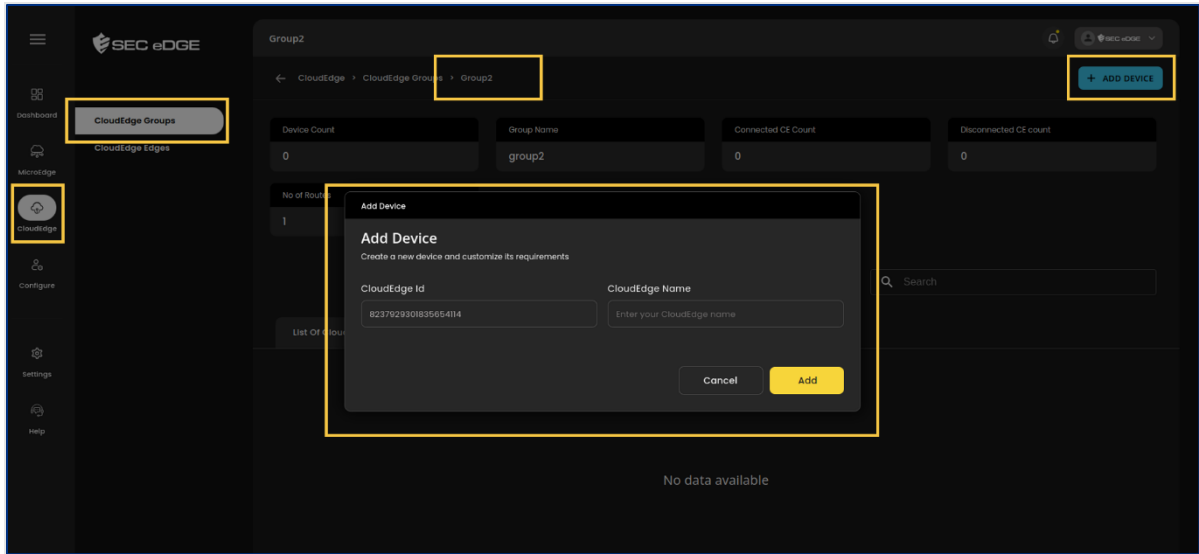 SEC eDGE
Dashboard
MicroEdge
CloudEdge
Configure
Settings
Help
CloudEdge Groups
CloudEdge Edges
Group2
SEC eDGE
CloudEdge > CloudEdge Groups > Group2
+ ADD DEVICE
Device Count
0
Group Name
group2
Connected CE Count
0
Disconnected CE count
0
No of Routes
1
Search
List Of Clou
Add Device
Add Device
Create a new device and customize its requirements
CloudEdge Id
8237929301835654114
CloudEdge Name
Enter your CloudEdge name
Cancel
Add
No data available